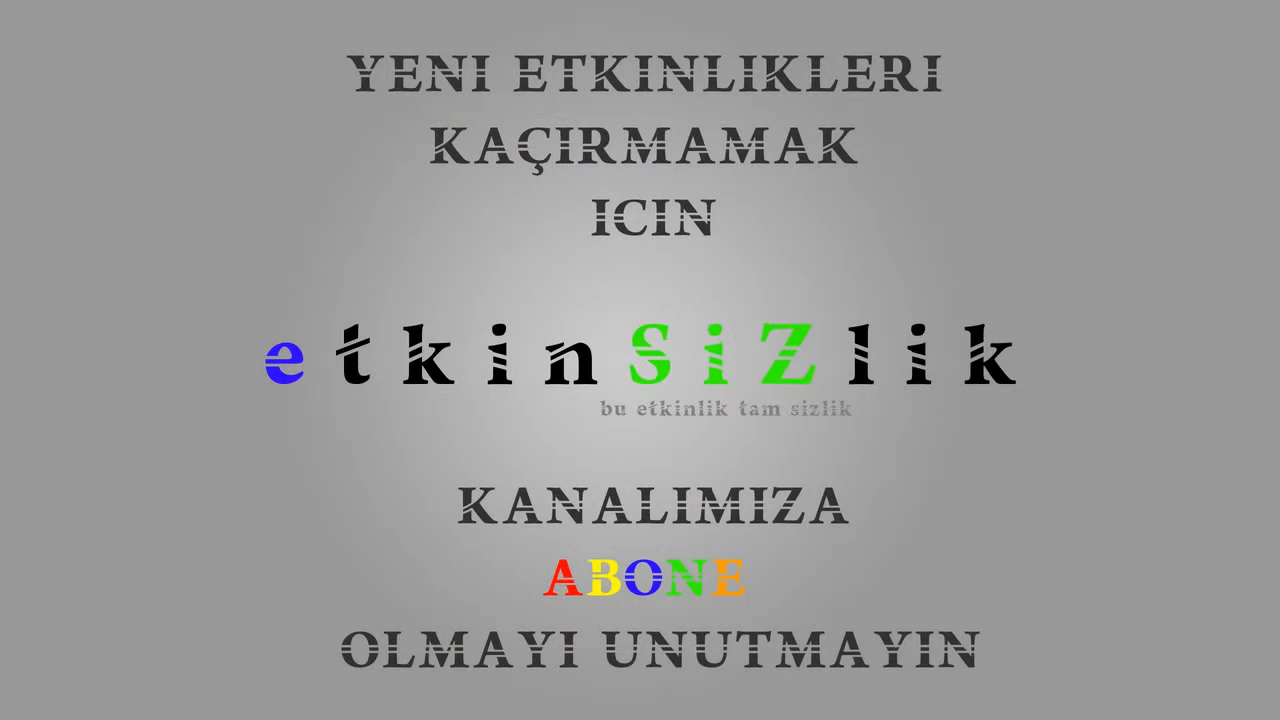 YENI ETKINLIKLERI
KAÇIRMAMAK
ICIN
etkinSiZlik
bu etkinlik tam sizlik
KANALIMIZA
ABONE
OLMAYI UNUTMAYIN